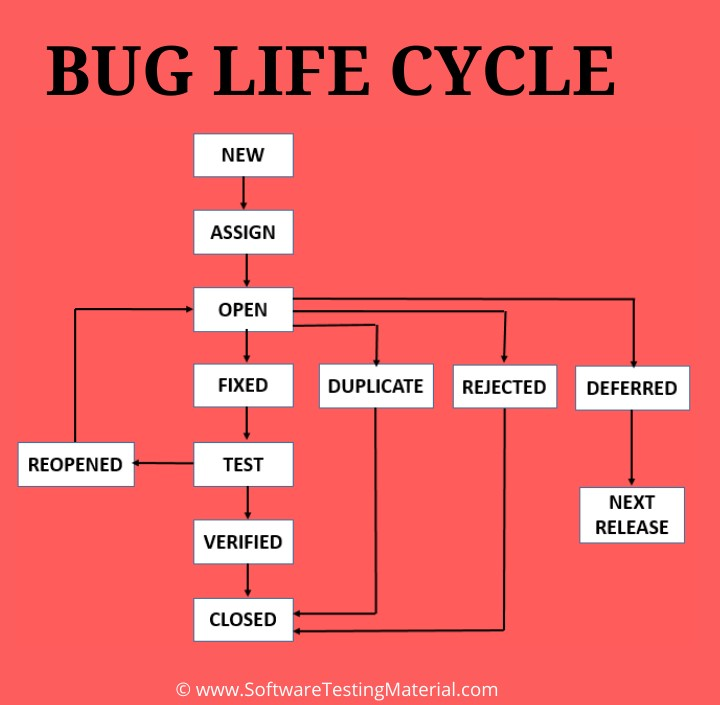 BUG LIFE CYCLE
NEW
ASSIGN
OPEN
FIXED
DUPLICATE
REJECTED
DEFERRED
REOPENED
TEST
NEXT
RELEASE
VERIFIED
CLOSED
© www.SoftwareTestingMaterial.com